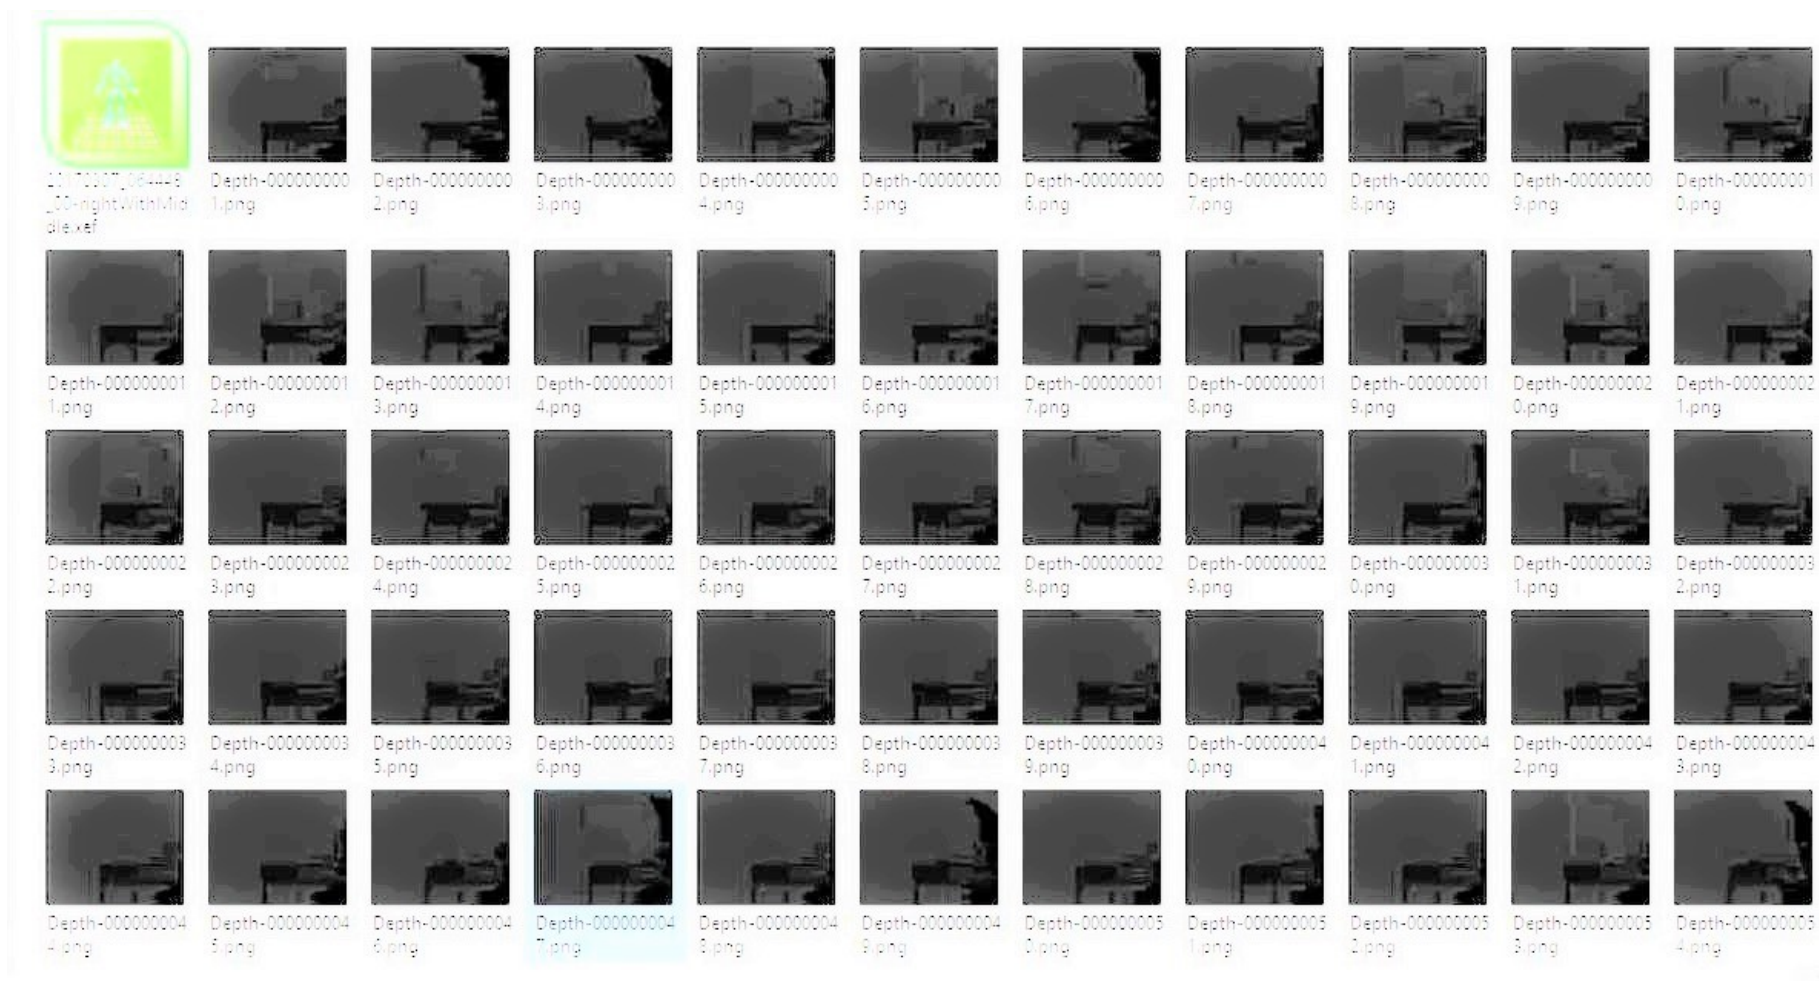 20170307_064448
_00-rightWithMid
dle.xef
Depth-000000000
1.png
Depth-000000000
2.png
Depth-000000000
3.png
Depth-000000000
4.png
Depth-000000000
5.png
Depth-000000000
6.png
Depth-000000000
7.png
Depth-000000000
8.png
Depth-000000000
9.png
Depth-000000001
0.png
Depth-000000001
1.png
Depth-000000001
2.png
Depth-000000001
3.png
Depth-000000001
4.png
Depth-000000001
5.png
Depth-000000001
6.png
Depth-000000001
7.png
Depth-000000001
8.png
Depth-000000001
9.png
Depth-000000002
0.png
Depth-000000002
1.png
Depth-000000002
2.png
Depth-000000002
3.png
Depth-000000002
4.png
Depth-000000002
5.png
Depth-000000002
6.png
Depth-000000002
7.png
Depth-000000002
8.png
Depth-000000002
9.png
Depth-000000003
0.png
Depth-000000003
1.png
Depth-000000003
2.png
Depth-000000003
3.png
Depth-000000003
4.png
Depth-000000003
5.png
Depth-000000003
6.png
Depth-000000003
7.png
Depth-000000003
8.png
Depth-000000003
9.png
Depth-000000004
0.png
Depth-000000004
1.png
Depth-000000004
2.png
Depth-000000004
3.png
Depth-000000004
4.png
Depth-000000004
5.png
Depth-000000004
6.png
Depth-000000004
7.png
Depth-000000004
8.png
Depth-000000004
9.png
Depth-000000005
0.png
Depth-000000005
1.png
Depth-000000005
2.png
Depth-000000005
3.png
Depth-000000005
4.png